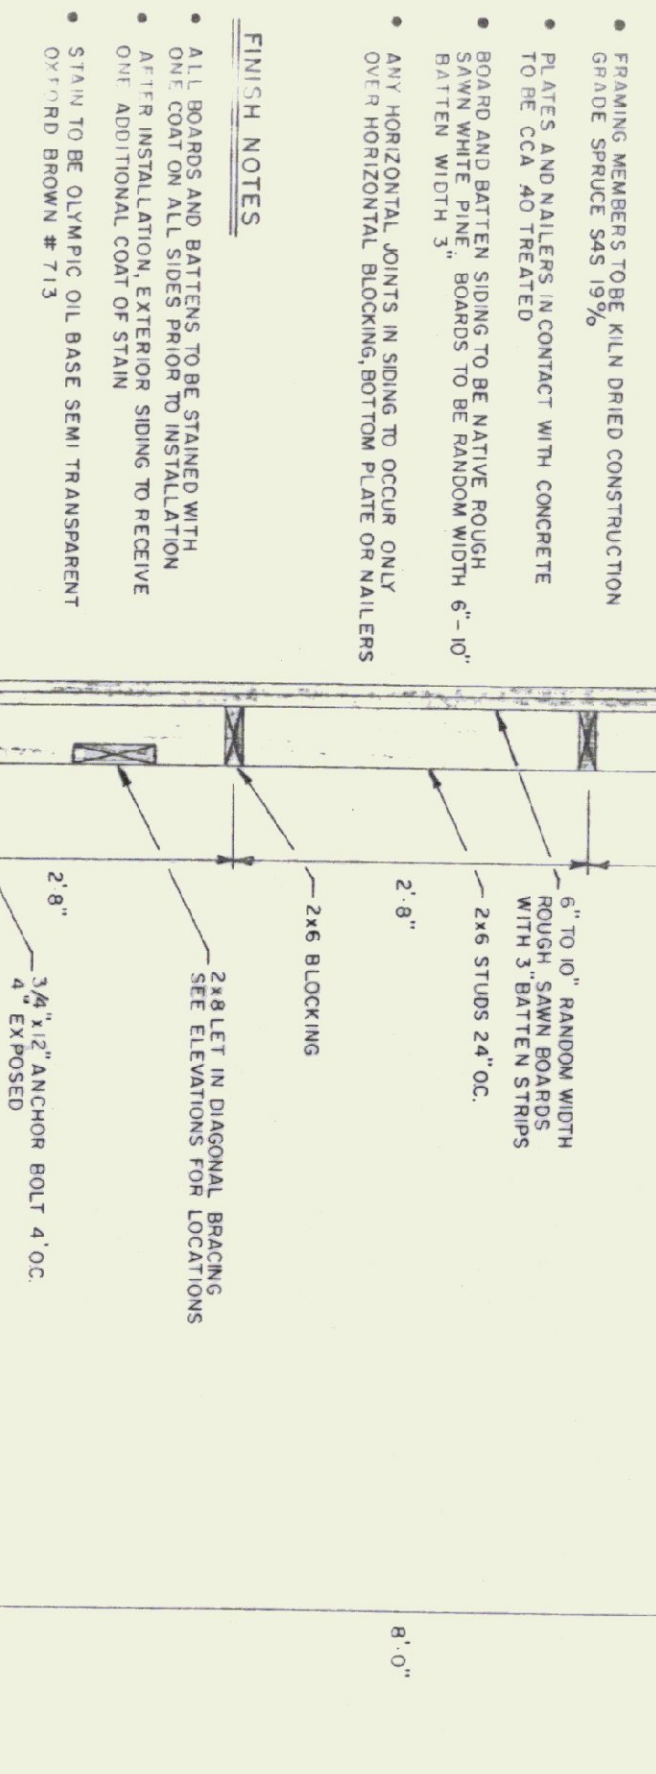 • FRAMING MEMBERS TO BE KILN DRIED CONSTRUCTION
GRADE SPRUCE S4S 19%
• PLATES AND NAILERS IN CONTACT WITH CONCRETE
TO BE CCA .40 TREATED
• BOARD AND BATTEN SIDING TO BE NATIVE ROUGH
SAWN WHITE PINE. BOARDS TO BE RANDOM WIDTH 6"-10"
BATTEN WIDTH 3"
• ANY HORIZONTAL JOINTS IN SIDING TO OCCUR ONLY
OVER HORIZONTAL BLOCKING, BOTTOM PLATE OR NAILERS
FINISH NOTES
• ALL BOARDS AND BATTENS TO BE STAINED WITH
ONE COAT ON ALL SIDES PRIOR TO INSTALLATION
• AFTER INSTALLATION, EXTERIOR SIDING TO RECEIVE
ONE ADDITIONAL COAT OF STAIN
• STAIN TO BE OLYMPIC OIL BASE SEMI TRANSPARENT
OXFORD BROWN # 713
6" TO 10" RANDOM WIDTH
ROUGH SAWN BOARDS
WITH 3" BATTEN STRIPS
2x6 STUDS 24" O.C.
2'.8"
2x6 BLOCKING
2x8 LET IN DIAGONAL BRACING
SEE ELEVATIONS FOR LOCATIONS
2'.8"
3/4"x12" ANCHOR BOLT 4' O.C.
4" EXPOSED
8'.0"